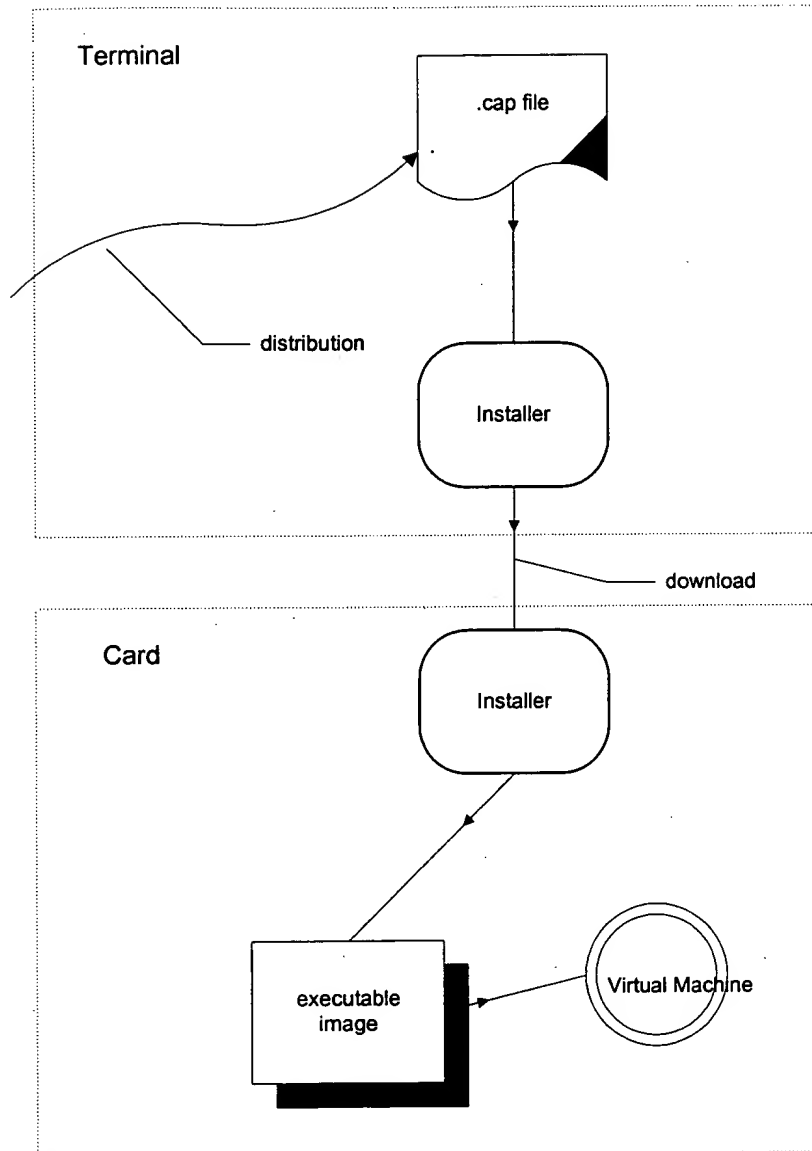 Terminal
.cap file
distribution
Installer
download
Card
Installer
executable
image
Virtual Machine